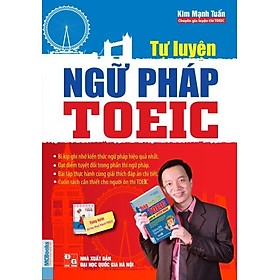 Kim Mạnh Tuấn
Chuyên gia luyện thi TOEIC
Tự luyện
NGỮ PHÁP
TOEIC
Bí kíp ghi nhớ kiến thức ngữ pháp hiệu quả nhất.
Đạt điểm tuyệt đối trong phần thi ngữ pháp.
Bài tập thực hành cùng giải thích đáp án chi tiết.
Cuốn sách cần thiết cho người ôn thi TOEIC
MCBooks
NHÀ XUẤT BẢN
ĐẠI HỌC QUỐC GIA HÀ NỘI